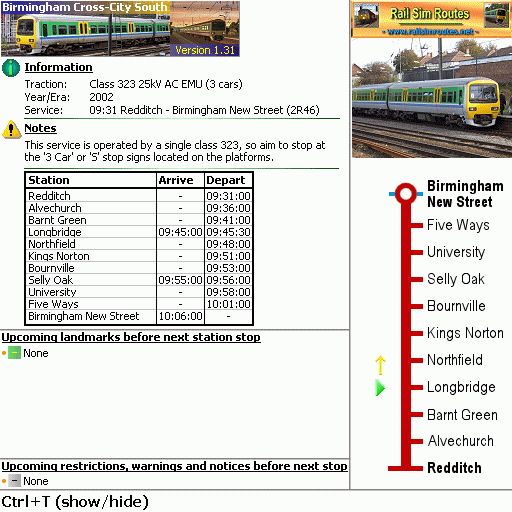 Birmingham Cross-City South
Version 1.31
Rail Sim Routes
- www.railsimroutes.net -
Information
Traction: Class 323 25kV AC EMU (3 cars)
Year/Era: 2002
Service: 09:31 Redditch - Birmingham New Street (2R46)
Notes
This service is operated by a single class 323, so aim to stop at
the '3 Car' or 'S' stop signs located on the platforms.
Station Arrive Depart
Redditch - 09:31:00
Alvechurch - 09:36:00
Barnt Green - 09:41:00
Longbridge 09:45:00 09:45:30
Northfield - 09:48:00
Kings Norton - 09:51:00
Bournville - 09:53:00
Selly Oak 09:55:00 09:56:00
University - 09:58:00
Five Ways - 10:01:00
Birmingham New Street 10:06:00 -
Upcoming landmarks before next station stop
- None
Upcoming restrictions, warnings and notices before next stop
- None
Ctrl+T (show/hide)
Birmingham
New Street
Five Ways
University
Selly Oak
Bournville
Kings Norton
Northfield
Longbridge
Barnt Green
Alvechurch
Redditch